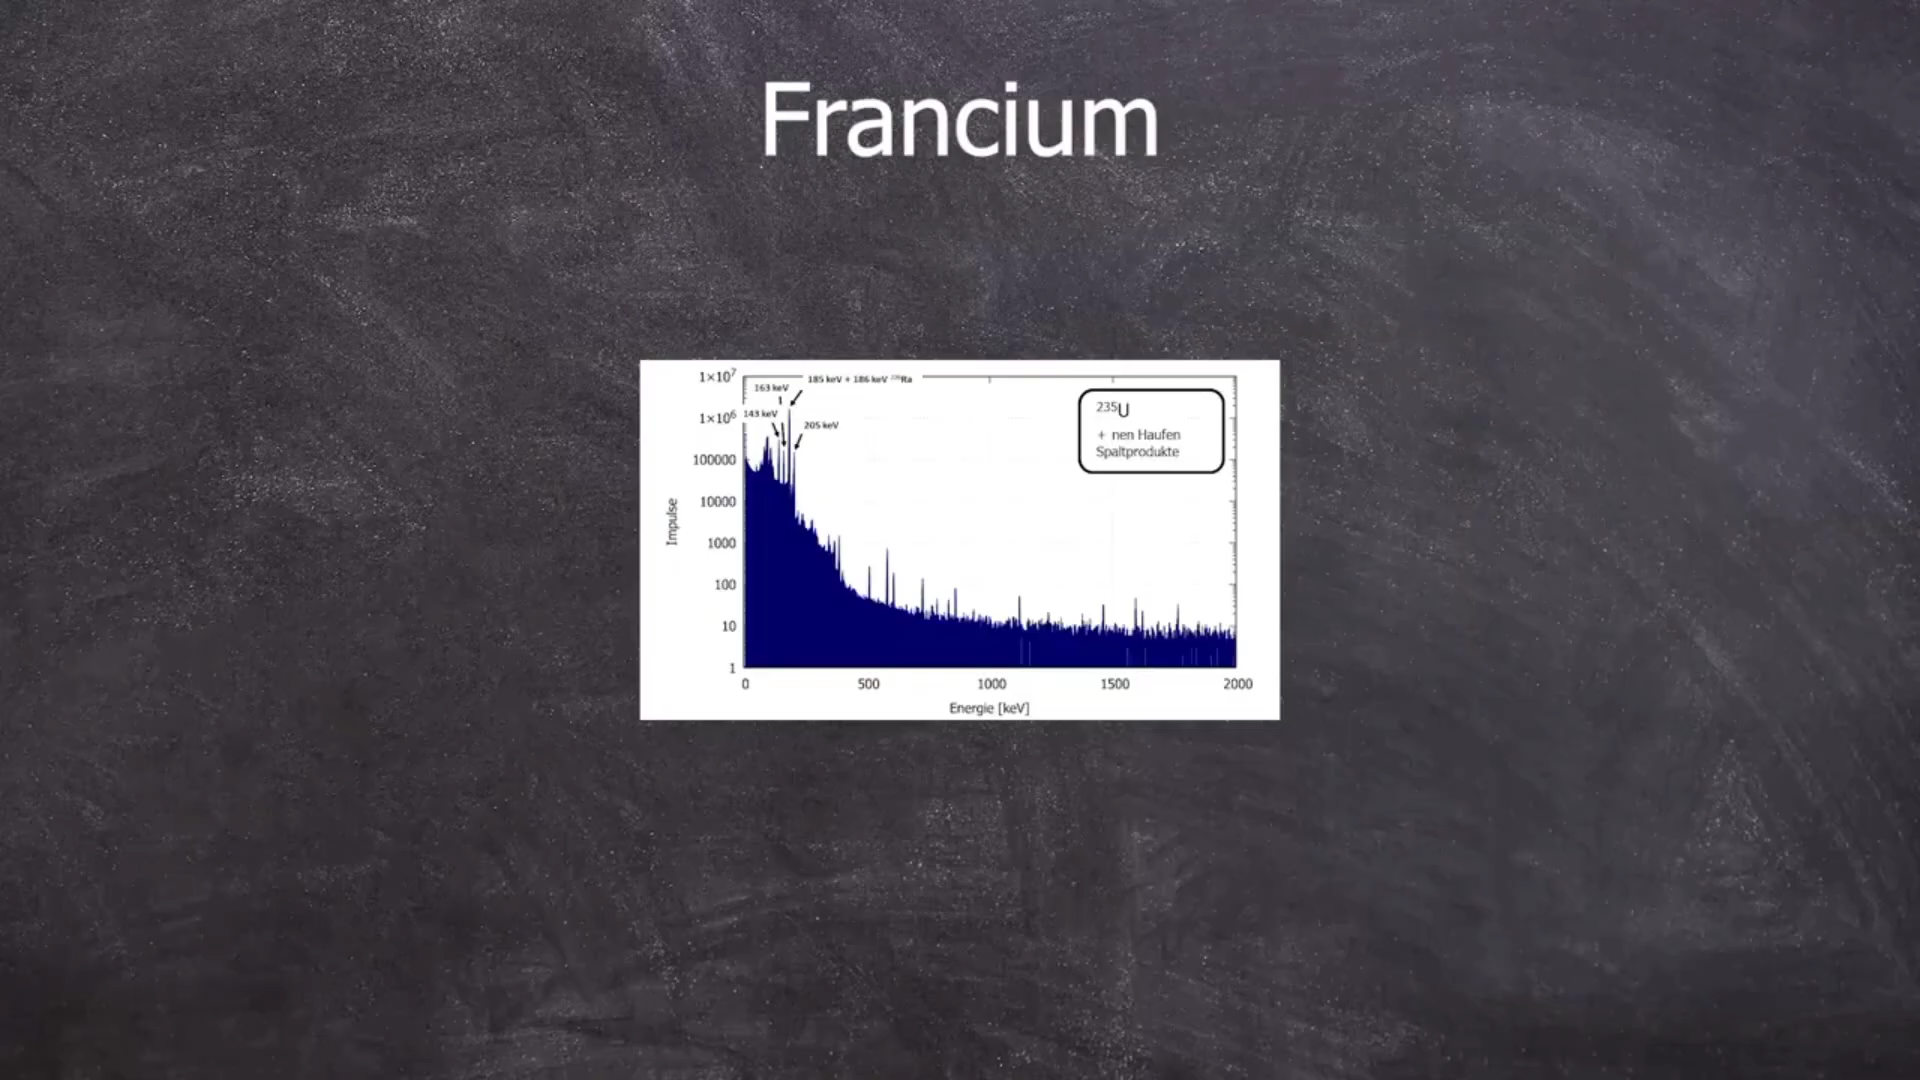 Francium
1×10⁷
163 keV
185 keV + 186 keV ²²⁶Ra
143 keV
1×10⁶
205 keV
²³⁵U
+ nen Haufen
Spaltprodukte
100000
10000
1000
100
10
1
Impulse
0 500 1000 1500 2000
Energie [keV]